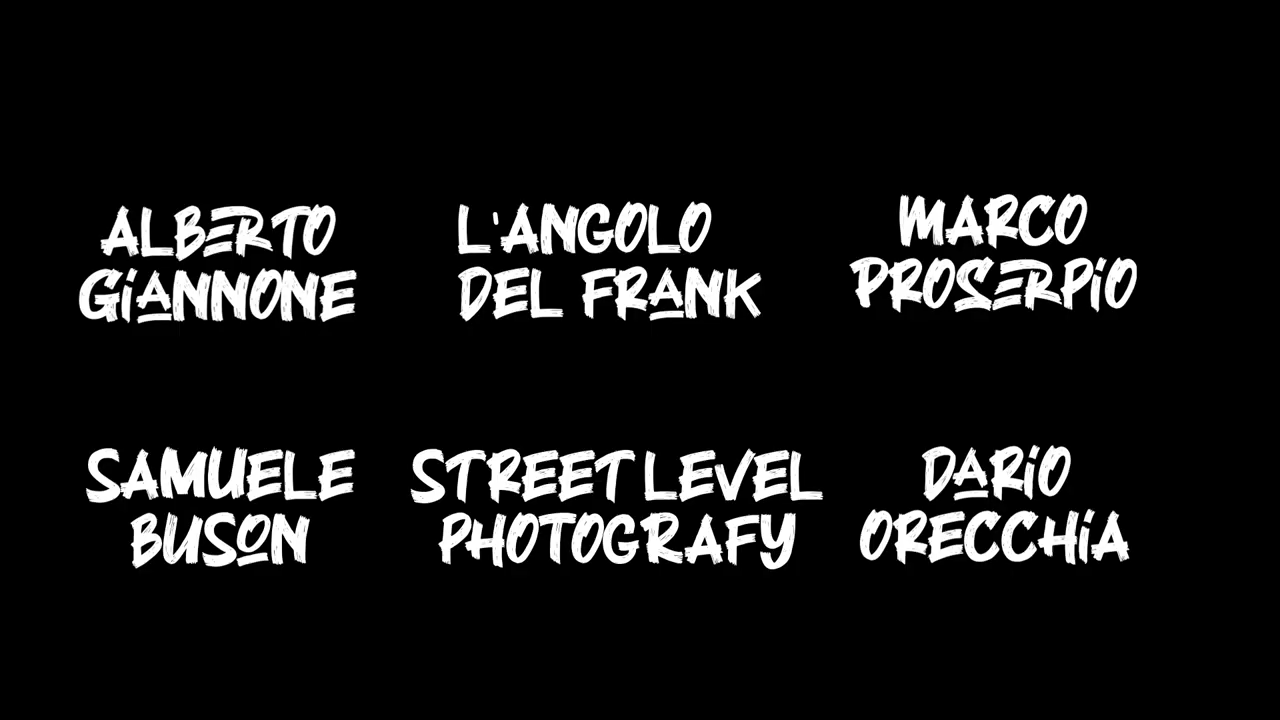 ALBERTO
GIANNONE
L'ANGOLO
DEL FRANK
MARCO
PROSERPIO
SAMUELE
BUSON
STREET LEVEL
PHOTOGRAFY
DARIO
ORECCHIA